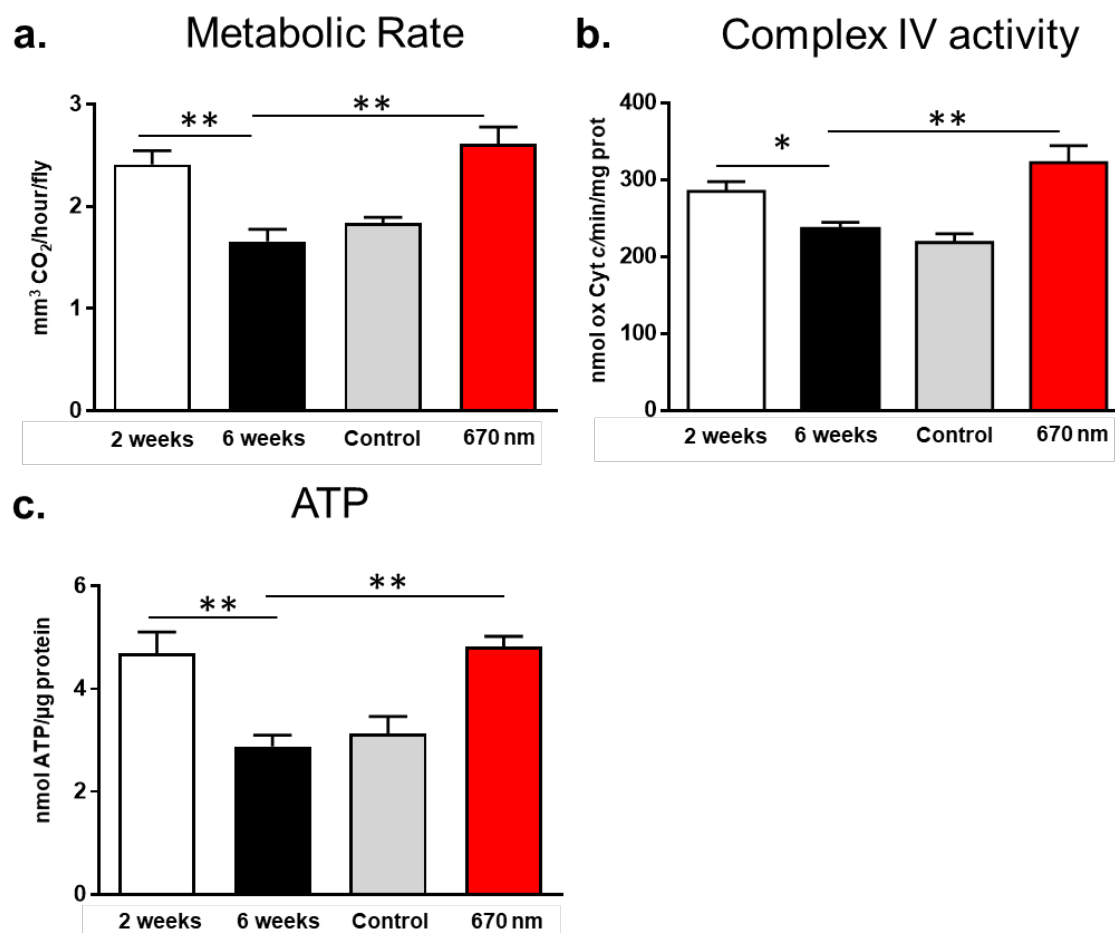 a. Metabolic Rate
mm³ CO₂/hour/fly
3
2
1
0
** **
2 weeks 6 weeks Control 670 nm
b. Complex IV activity
nmol ox Cyt c/min/mg prot
400
300
200
100
0
* **
2 weeks 6 weeks Control 670 nm
c. ATP
nmol ATP/µg protein
6
4
2
0
** **
2 weeks 6 weeks Control 670 nm